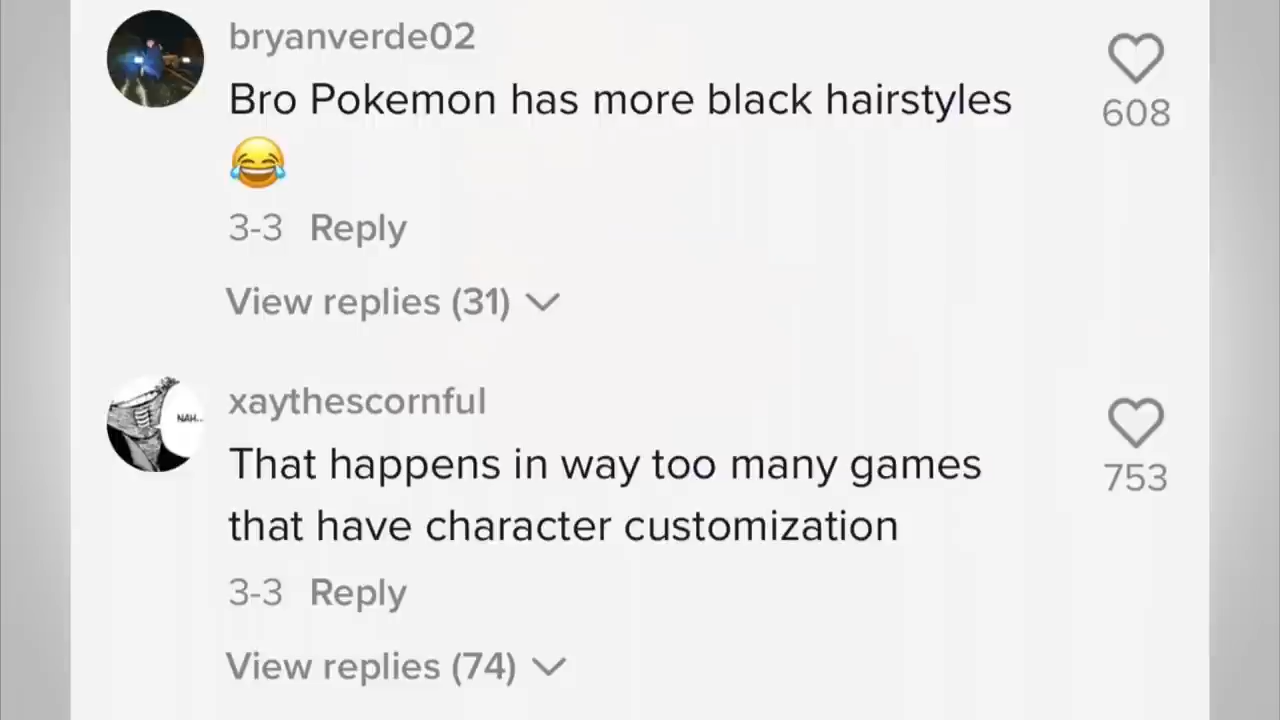 bryanverde02
Bro Pokemon has more black hairstyles
😂
608
3-3 Reply
View replies (31)
NAH...
xaythescornful
That happens in way too many games
that have character customization
753
3-3 Reply
View replies (74)